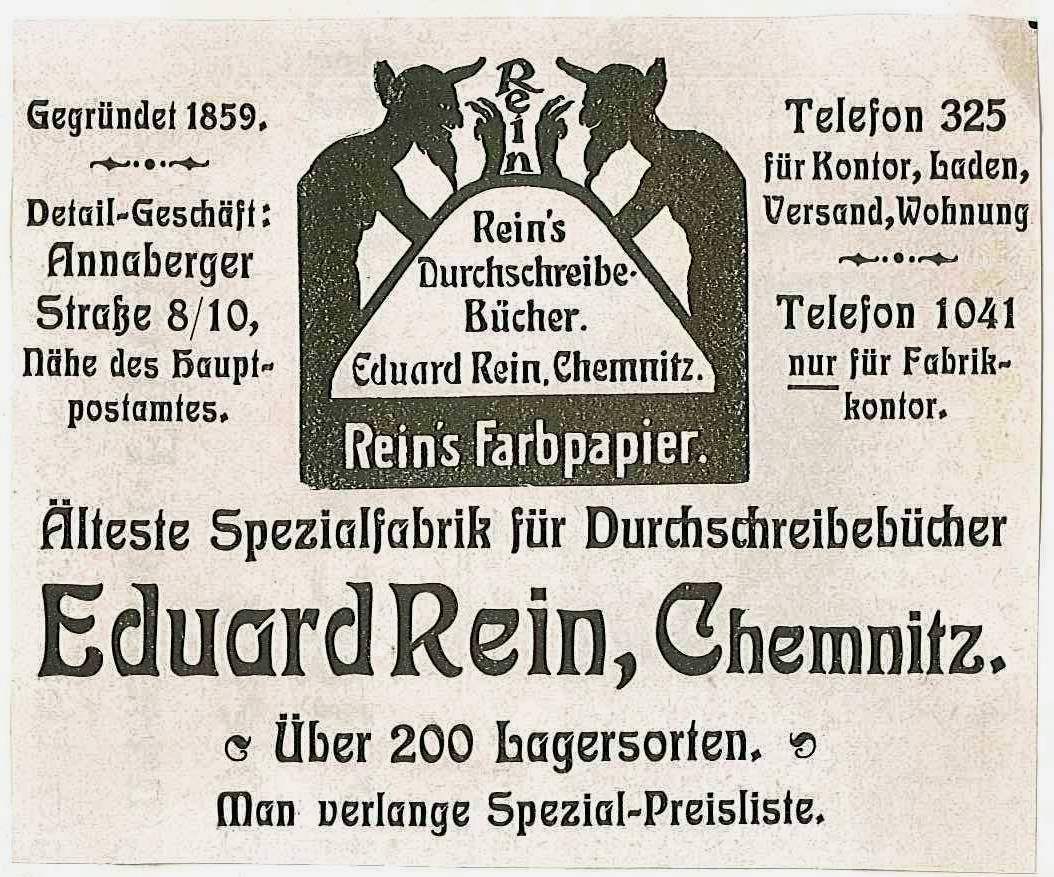 Gegründet 1859.
Detail-Geschäft:
Annaberger
Straße 8/10,
Nähe des Haupt-
postamtes.
Rein
Rein's
Durchschreibe-
Bücher.
Eduard Rein, Chemnitz.
Rein's Farbpapier.
Telefon 325
für Kontor, Laden,
Versand, Wohnung
Telefon 1041
nur für Fabrik-
kontor.
Älteste Spezialfabrik für Durchschreibebücher
Eduard Rein, Chemnitz.
Über 200 Lagersorten.
Man verlange Spezial-Preisliste.